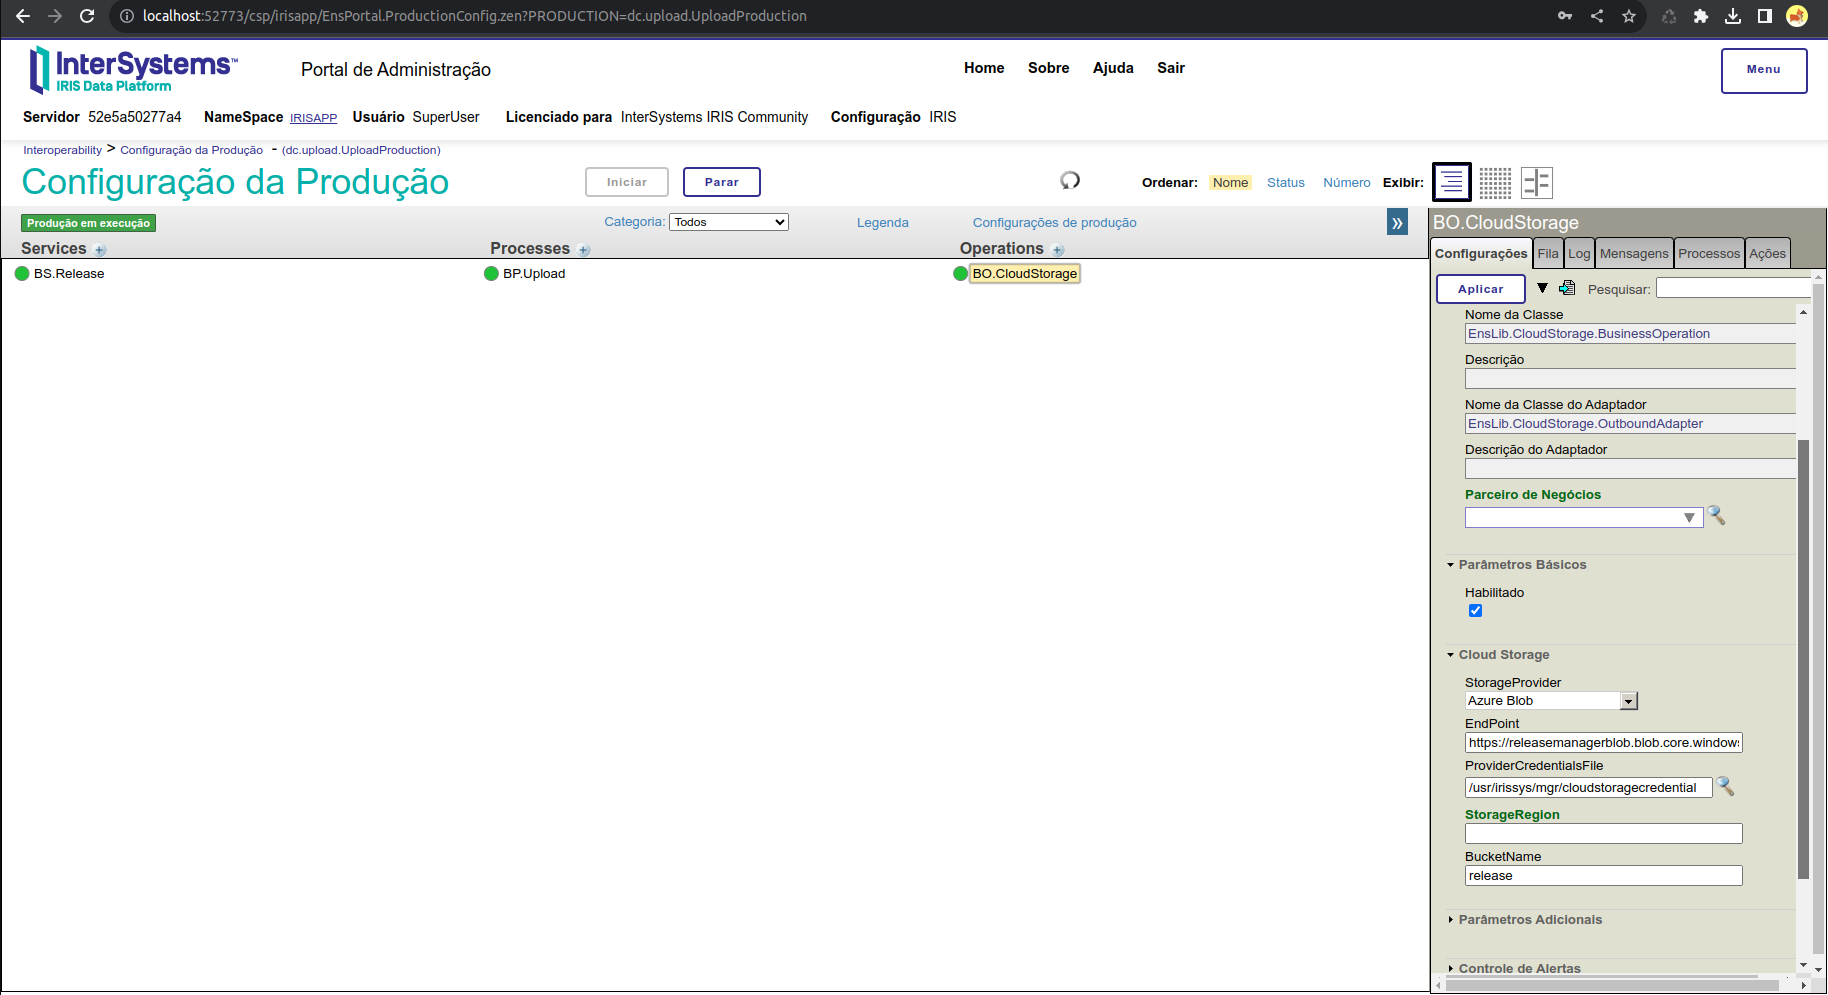 localhost:52773/csp/irisapp/EnsPortal.ProductionConfig.zen?PRODUCTION=dc.upload.UploadProduction
InterSystems™
IRIS Data Platform
Portal de Administração
Home Sobre Ajuda Sair
Menu
Servidor 52e5a50277a4 NameSpace IRISAPP Usuário SuperUser Licenciado para InterSystems IRIS Community Configuração IRIS
Interoperability > Configuração da Produção - (dc.upload.UploadProduction)
Configuração da Produção
Iniciar
Parar
Ordenar: Nome Status Número Exibir:
Produção em execução
Categoria: Todos
Legenda
Configurações de produção
»
Services +
Processes +
Operations +
BS.Release
BP.Upload
BO.CloudStorage
BO.CloudStorage
Configurações Fila Log Mensagens Processos Ações
Aplicar
Pesquisar:
Nome da Classe
EnsLib.CloudStorage.BusinessOperation
Descrição
Nome da Classe do Adaptador
EnsLib.CloudStorage.OutboundAdapter
Descrição do Adaptador
Parceiro de Negócios
Parâmetros Básicos
Habilitado
Cloud Storage
StorageProvider
Azure Blob
EndPoint
https://releasemanagerblob.blob.core.windows
ProviderCredentialsFile
/usr/irissys/mgr/cloudstoragecredential
StorageRegion
BucketName
release
Parâmetros Adicionais
Controle de Alertas